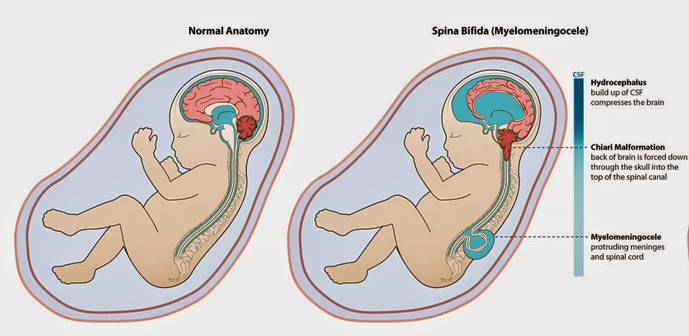 Normal Anatomy
Spina Bifida (Myelomeningocele)
CSF
Hydrocephalus
build up of CSF
compresses the brain
Chiari Malformation
back of brain is forced down
through the skull into the
top of the spinal canal
Myelomeningocele
protruding meninges
and spinal cord